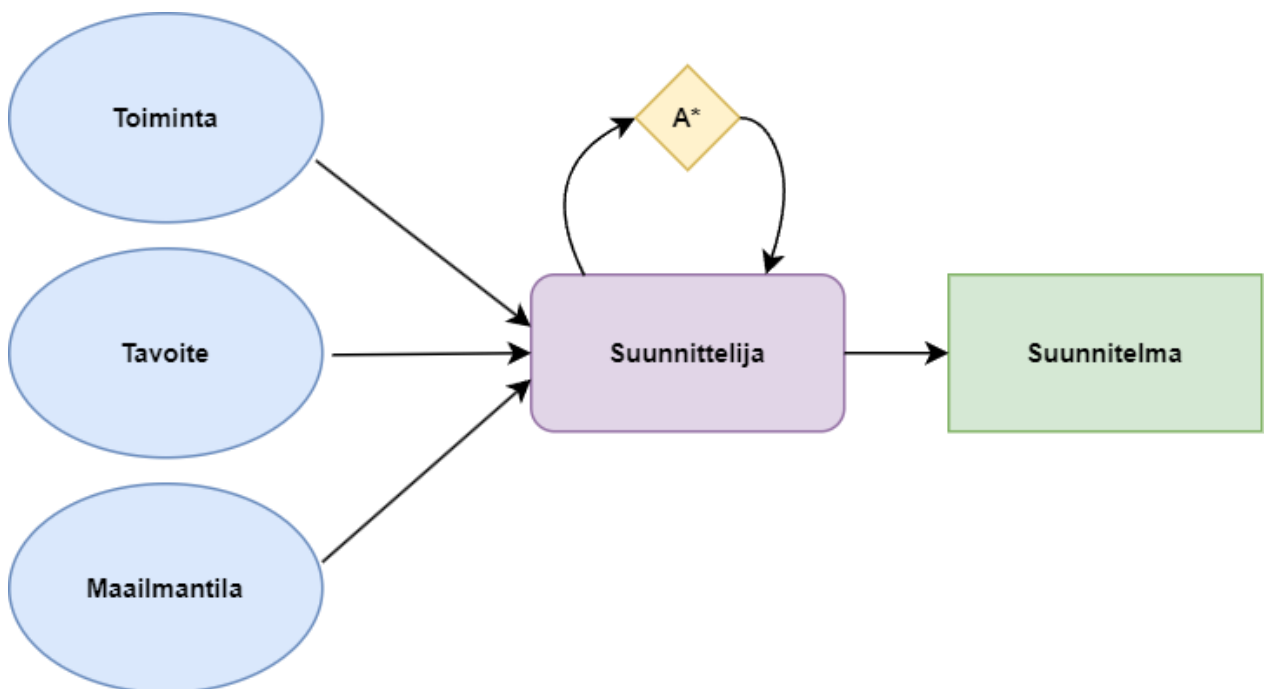 Toiminta
A*
Tavoite
Suunnittelija
Suunnitelma
Maailmantila